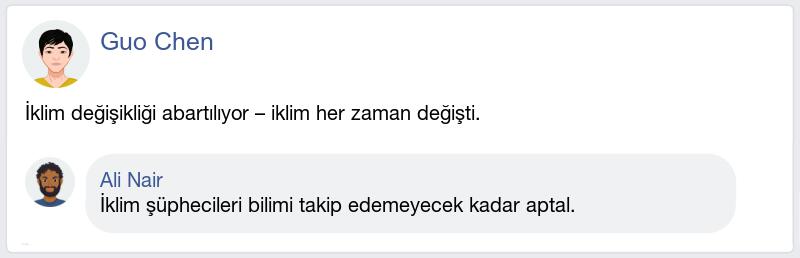 Guo Chen
İklim değişikliği abartılıyor – iklim her zaman değişti.
Ali Nair
İklim şüphecileri bilimi takip edemeyecek kadar aptal.